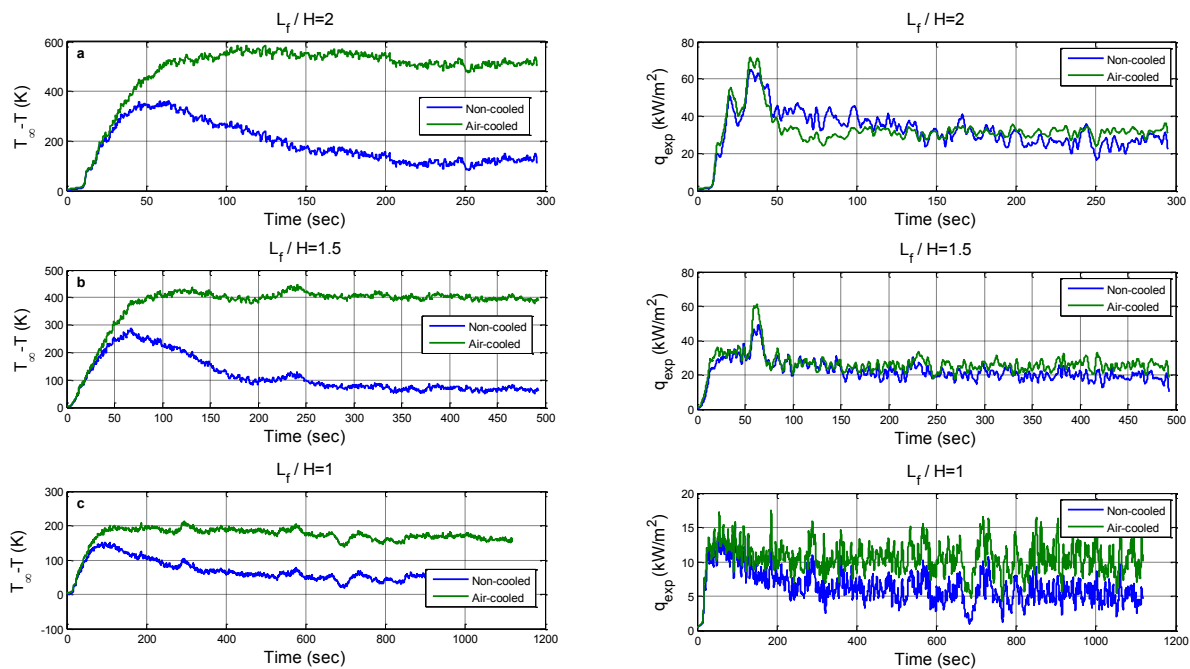 L_f / H=2
a
600
400
200
0
T_∞-T (K)
Non-cooled
Air-cooled
0 50 100 150 200 250 300
Time (sec)
L_f / H=2
80
60
40
20
0
q_exp (kW/m²)
Non-cooled
Air-cooled
0 50 100 150 200 250 300
Time (sec)
L_f / H=1.5
b
500
400
300
200
100
0
T_∞-T (K)
Non-cooled
Air-cooled
0 50 100 150 200 250 300 350 400 450 500
Time (sec)
L_f / H=1.5
80
60
40
20
0
q_exp (kW/m²)
Non-cooled
Air-cooled
0 50 100 150 200 250 300 350 400 450 500
Time (sec)
L_f / H=1
c
300
200
100
0
-100
T_∞-T (K)
Non-cooled
Air-cooled
0 200 400 600 800 1000 1200
Time (sec)
L_f / H=1
20
15
10
5
0
q_exp (kW/m²)
Non-cooled
Air-cooled
0 200 400 600 800 1000 1200
Time (sec)